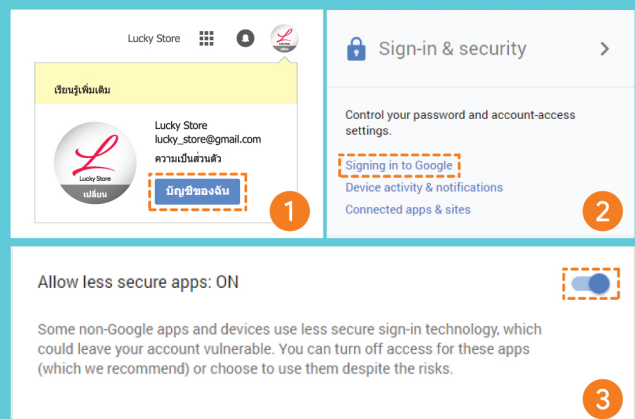 Lucky Store
เปลี่ยน
เรียนรู้เพิ่มเติม
Lucky Store
lucky_store@gmail.com
ความเป็นส่วนตัว
บัญชีของฉัน
L
Lucky Store
เปลี่ยน
1
Sign-in & security
Control your password and account-access
settings.
Signing in to Google
Device activity & notifications
Connected apps & sites
2
Allow less secure apps: ON
Some non-Google apps and devices use less secure sign-in technology, which
could leave your account vulnerable. You can turn off access for these apps
(which we recommend) or choose to use them despite the risks.
3